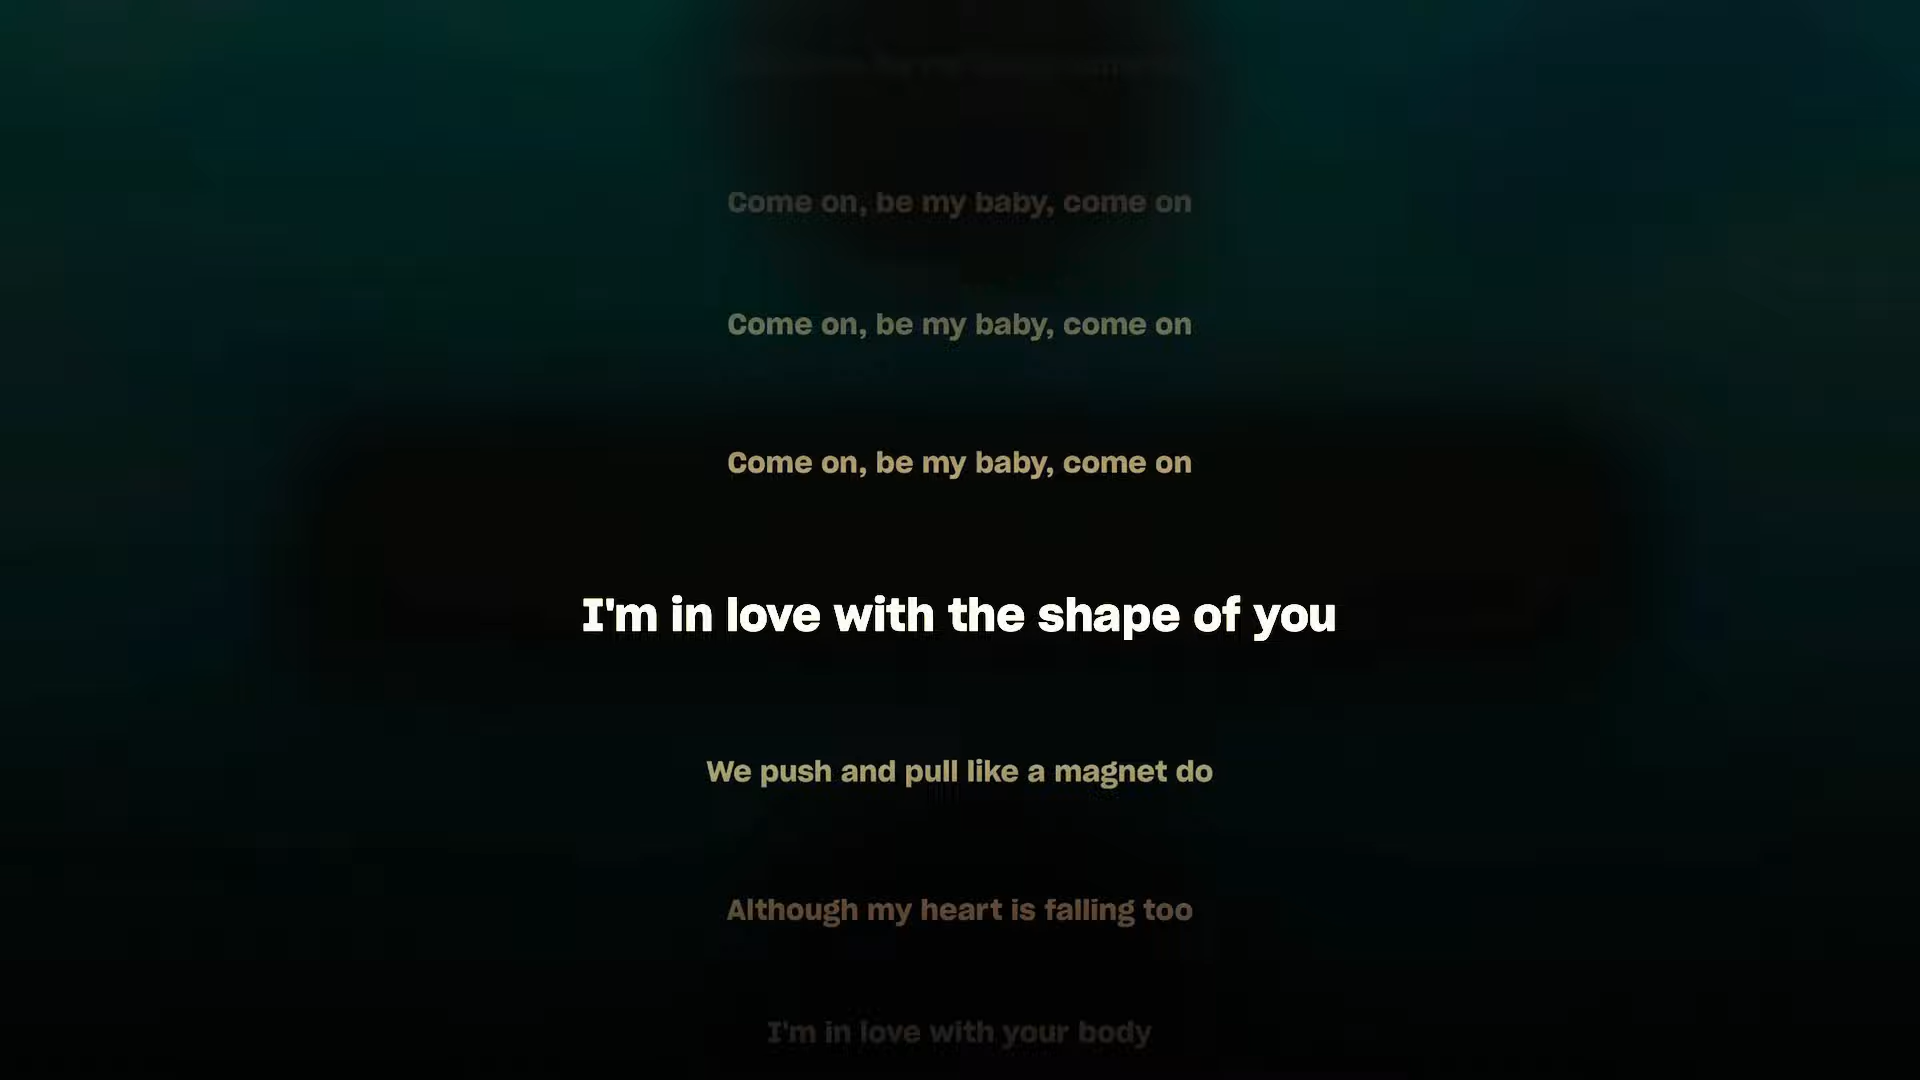 Come on, be my baby, come on
Come on, be my baby, come on
Come on, be my baby, come on
I'm in love with the shape of you
We push and pull like a magnet do
Although my heart is falling too
I'm in love with your body